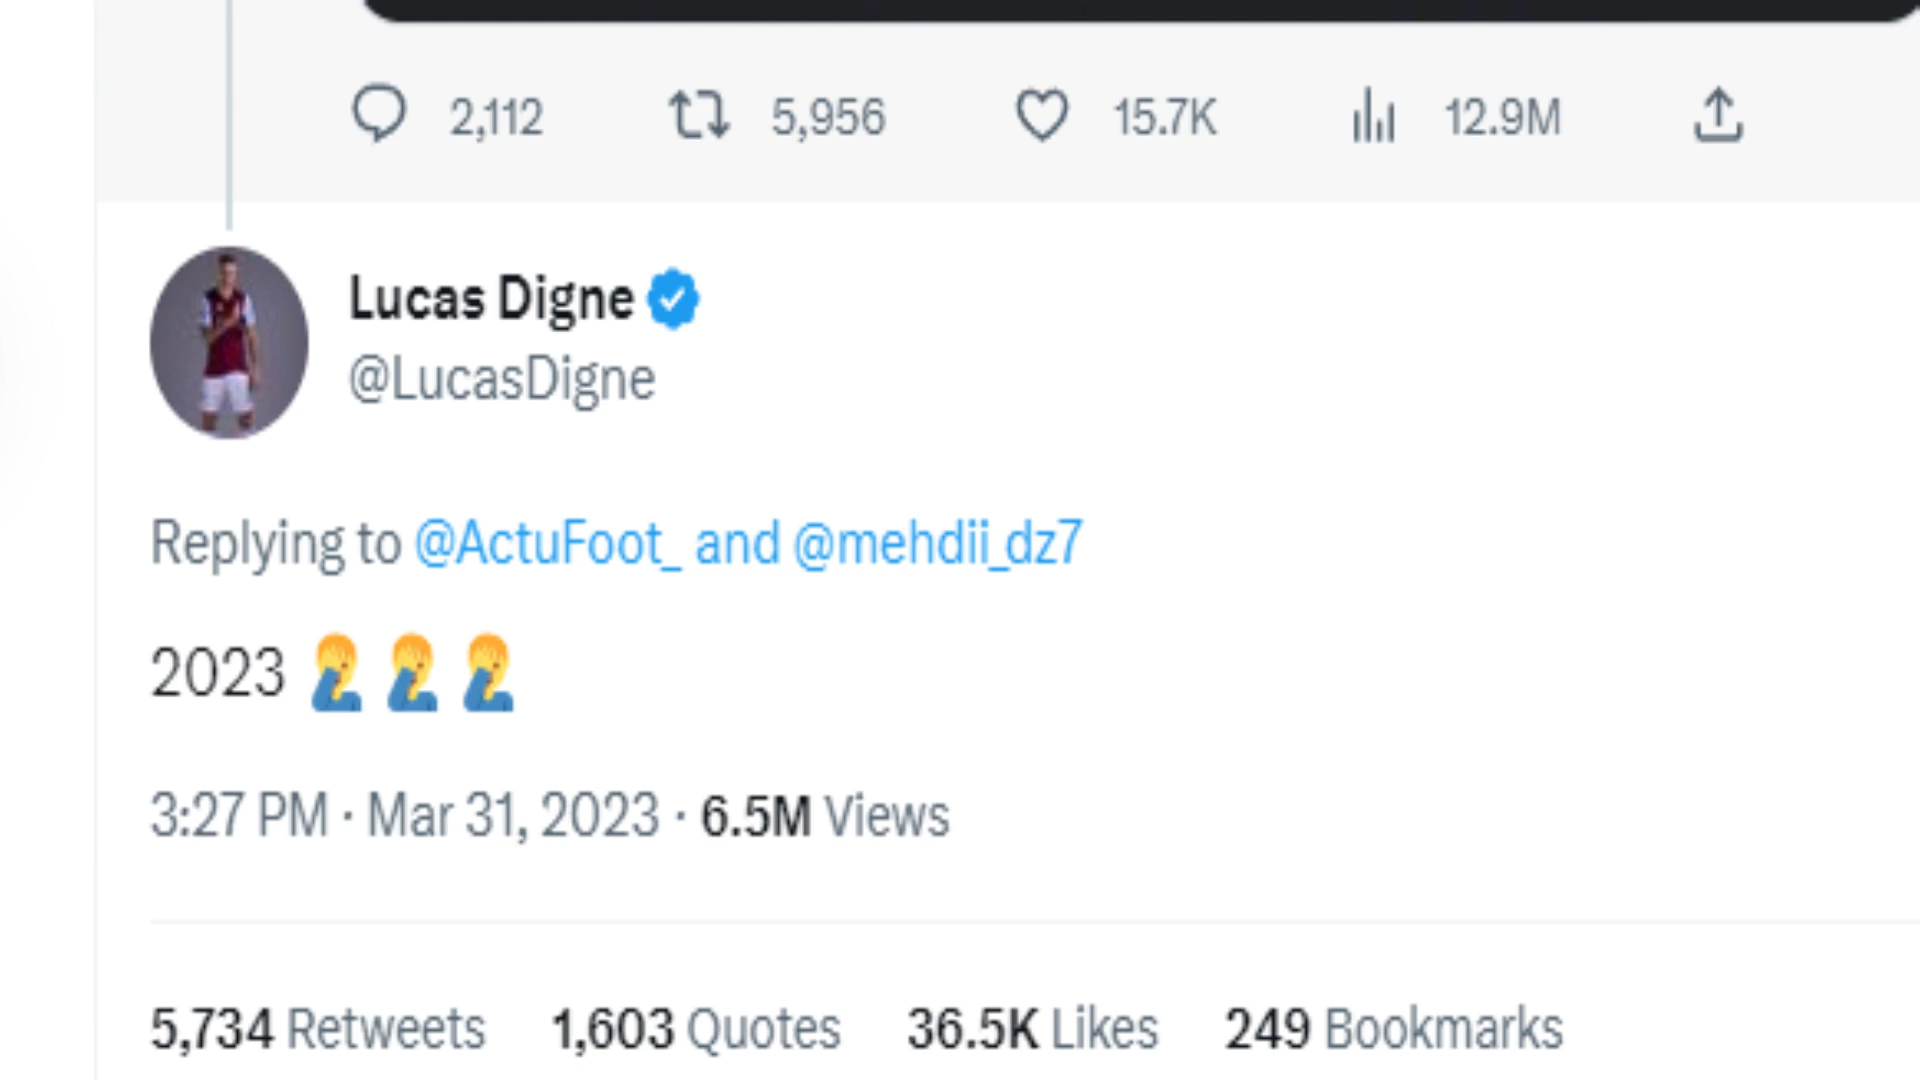 2,112 5,956 15.7K 12.9M
Lucas Digne
@LucasDigne
Replying to @ActuFoot_ and @mehdii_dz7
2023 🤦‍♂️🤦‍♂️🤦‍♂️
3:27 PM · Mar 31, 2023 · 6.5M Views
5,734 Retweets 1,603 Quotes 36.5K Likes 249 Bookmarks